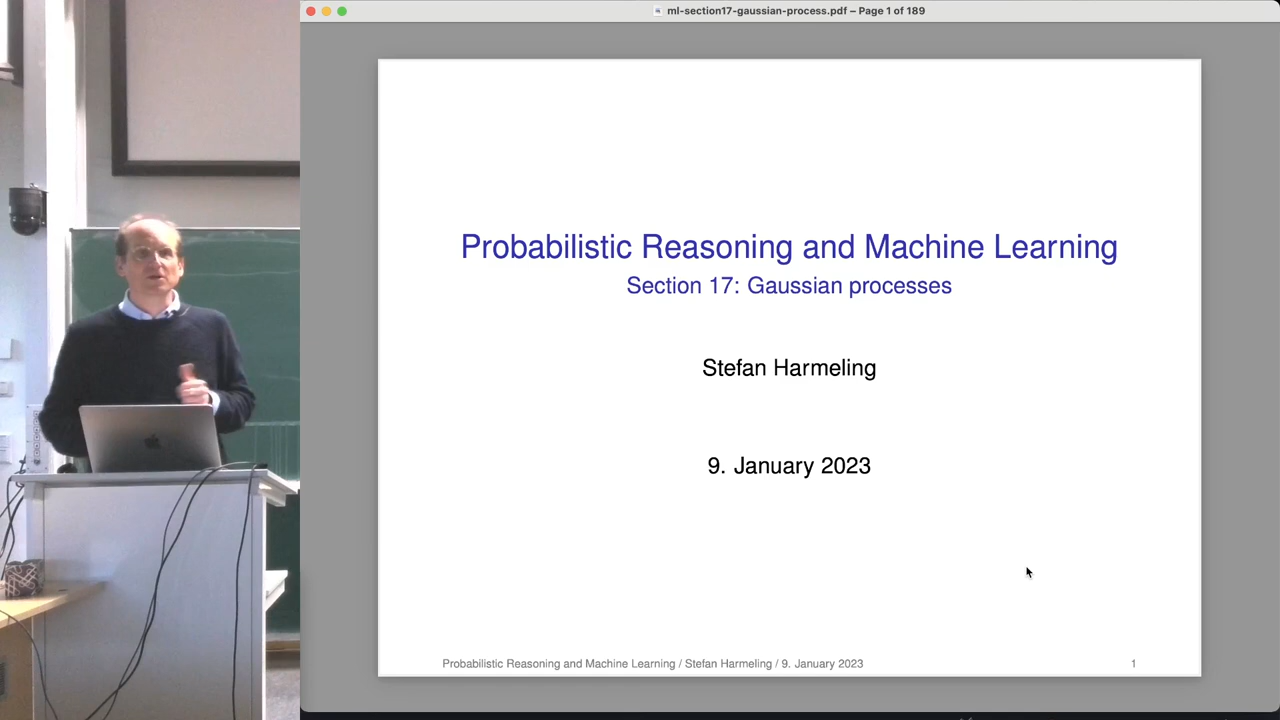 ml-section17-gaussian-process.pdf – Page 1 of 189
Probabilistic Reasoning and Machine Learning
Section 17: Gaussian processes
Stefan Harmeling
9. January 2023
Probabilistic Reasoning and Machine Learning / Stefan Harmeling / 9. January 2023
1